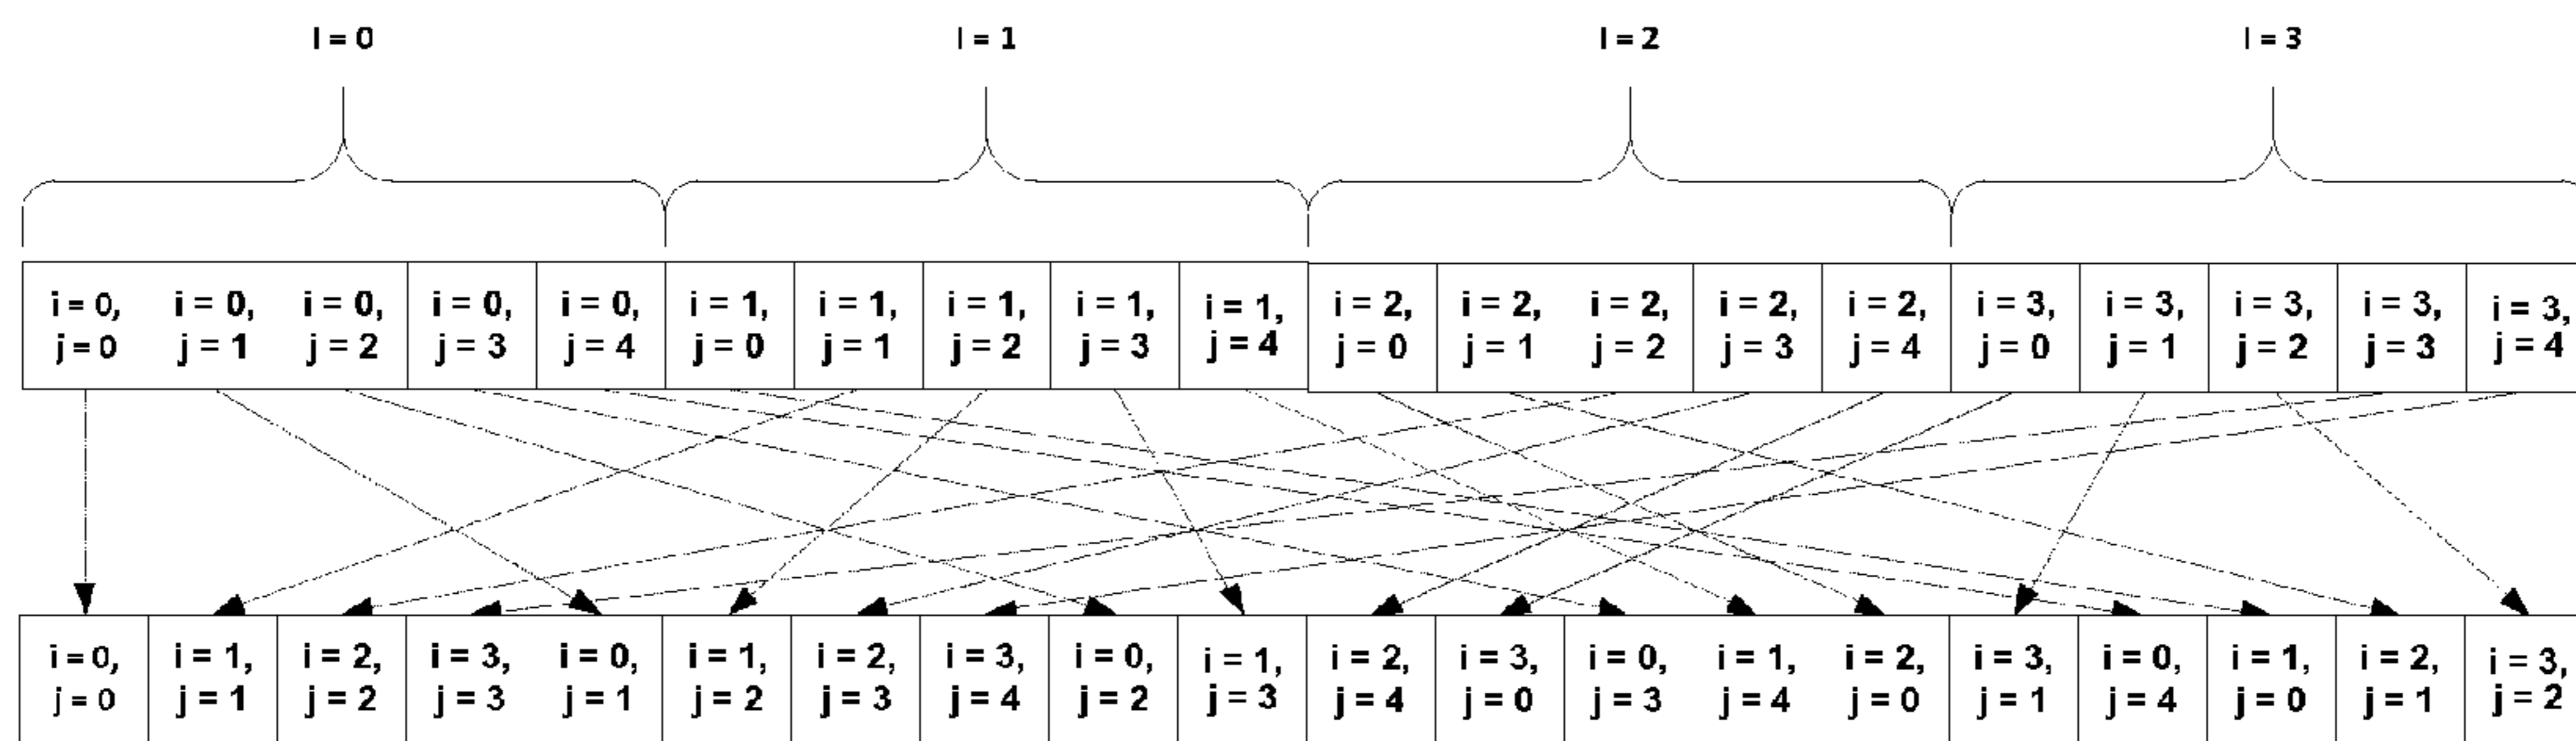 I = 0 I = 1 I = 2 I = 3
i = 0, i = 0, i = 0, i = 0, i = 0, i = 1, i = 1, i = 1, i = 1, i = 1, i = 2, i = 2, i = 2, i = 2, i = 2, i = 3, i = 3, i = 3, i = 3, i = 3,
j = 0 j = 1 j = 2 j = 3 j = 4 j = 0 j = 1 j = 2 j = 3 j = 4 j = 0 j = 1 j = 2 j = 3 j = 4 j = 0 j = 1 j = 2 j = 3 j = 4
i = 0, i = 1, i = 2, i = 3, i = 0, i = 1, i = 2, i = 3, i = 0, i = 1, i = 2, i = 3, i = 0, i = 1, i = 2, i = 3, i = 0, i = 1, i = 2, i = 3,
j = 0 j = 1 j = 2 j = 3 j = 1 j = 2 j = 3 j = 4 j = 2 j = 3 j = 4 j = 0 j = 3 j = 4 j = 0 j = 1 j = 4 j = 0 j = 1 j = 2